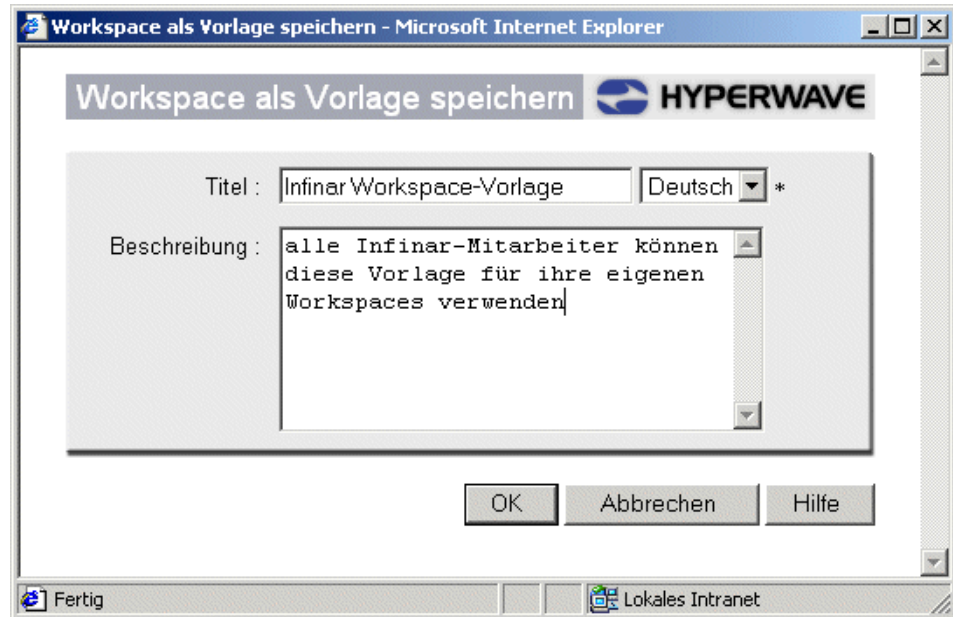 Workspace als Vorlage speichern - Microsoft Internet Explorer
Workspace als Vorlage speichern HYPERWAVE
Titel : Infinar Workspace-Vorlage Deutsch *
Beschreibung : alle Infinar-Mitarbeiter können
diese Vorlage für ihre eigenen
Workspaces verwenden
OK Abbrechen Hilfe
Fertig Lokales Intranet